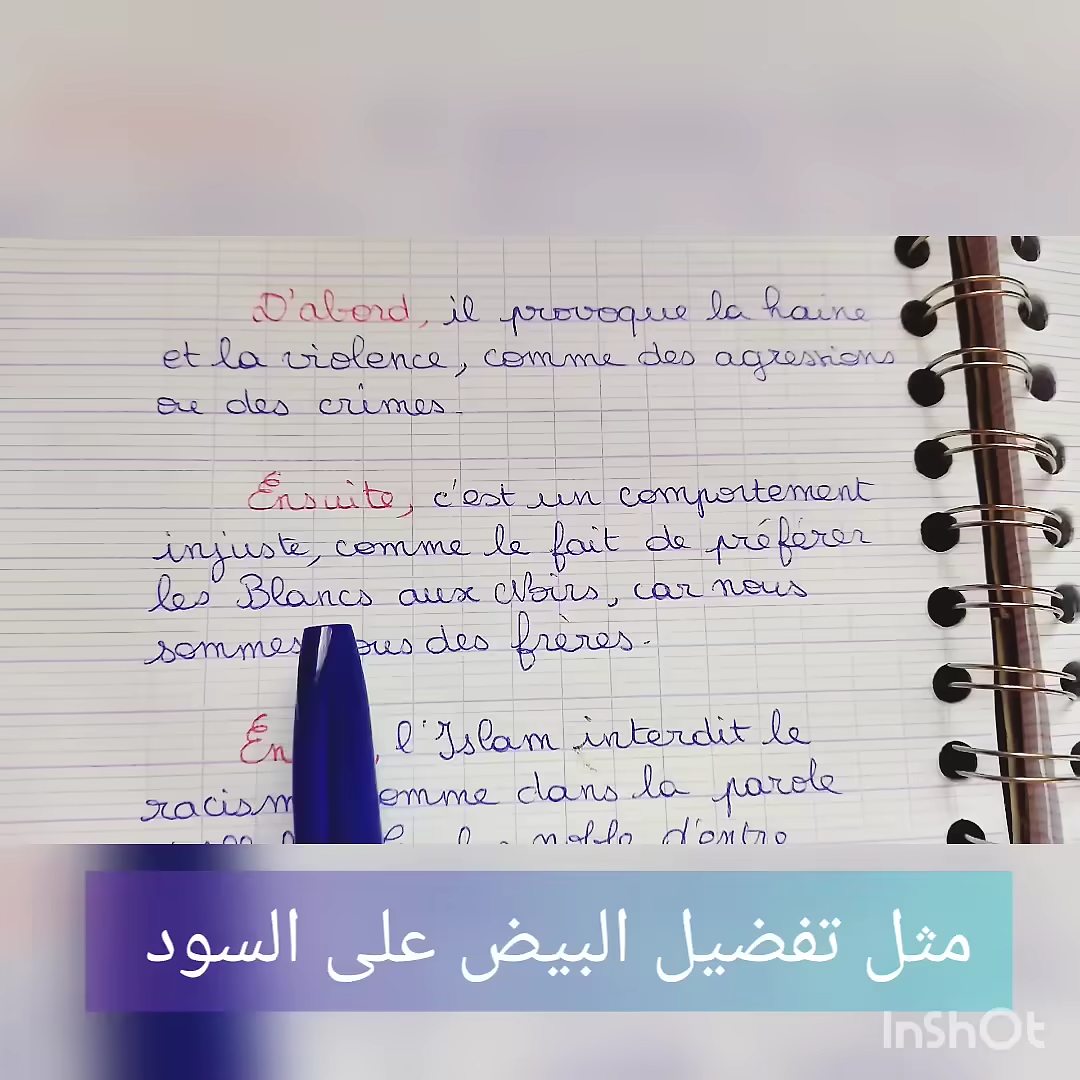 D'abord, il provoque la haine
et la violence, comme des agressions
ou des crimes.
Ensuite, c'est un comportement
injuste, comme le fait de préférer
les Blancs aux Noirs, car nous
sommes des frères.
l'Islam interdit le
dans la parole
noble d'entre
مثل تفضيل البيض على السود
InShOt